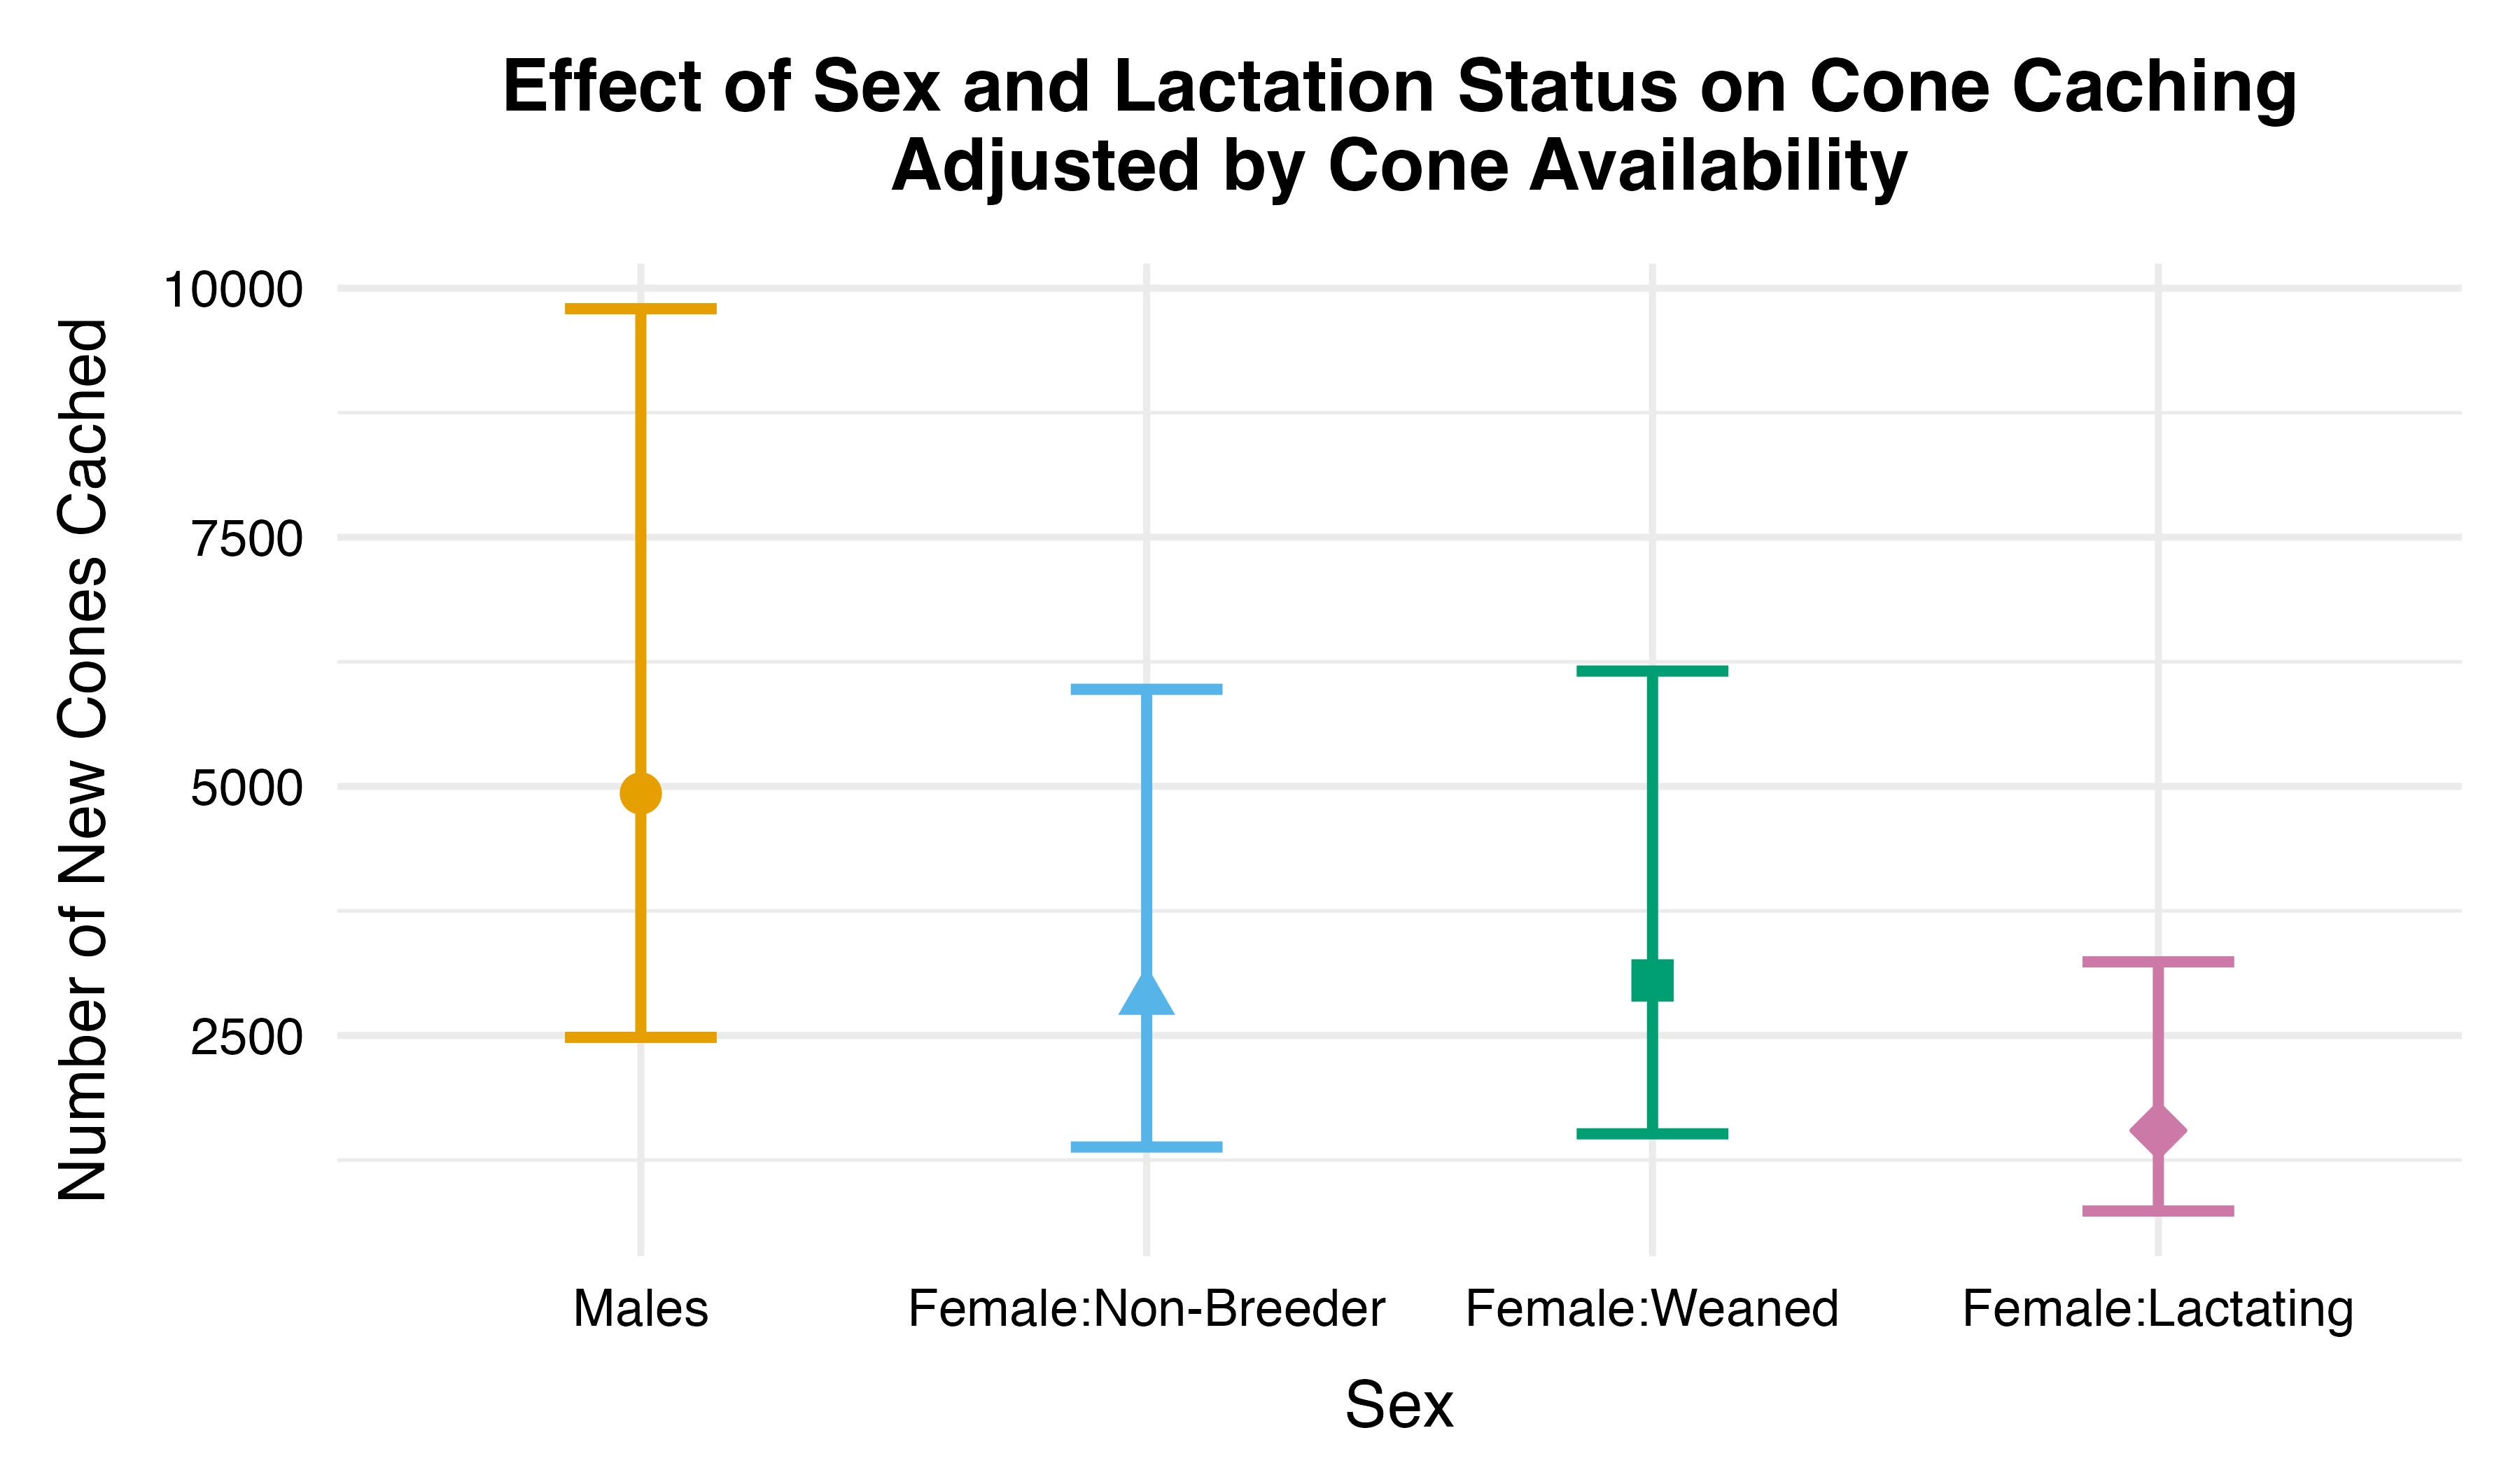 Effect of Sex and Lactation Status on Cone Caching
Adjusted by Cone Availability
Number of New Cones Cached
10000
7500
5000
2500
Males
Female:Non-Breeder
Female:Weaned
Female:Lactating
Sex